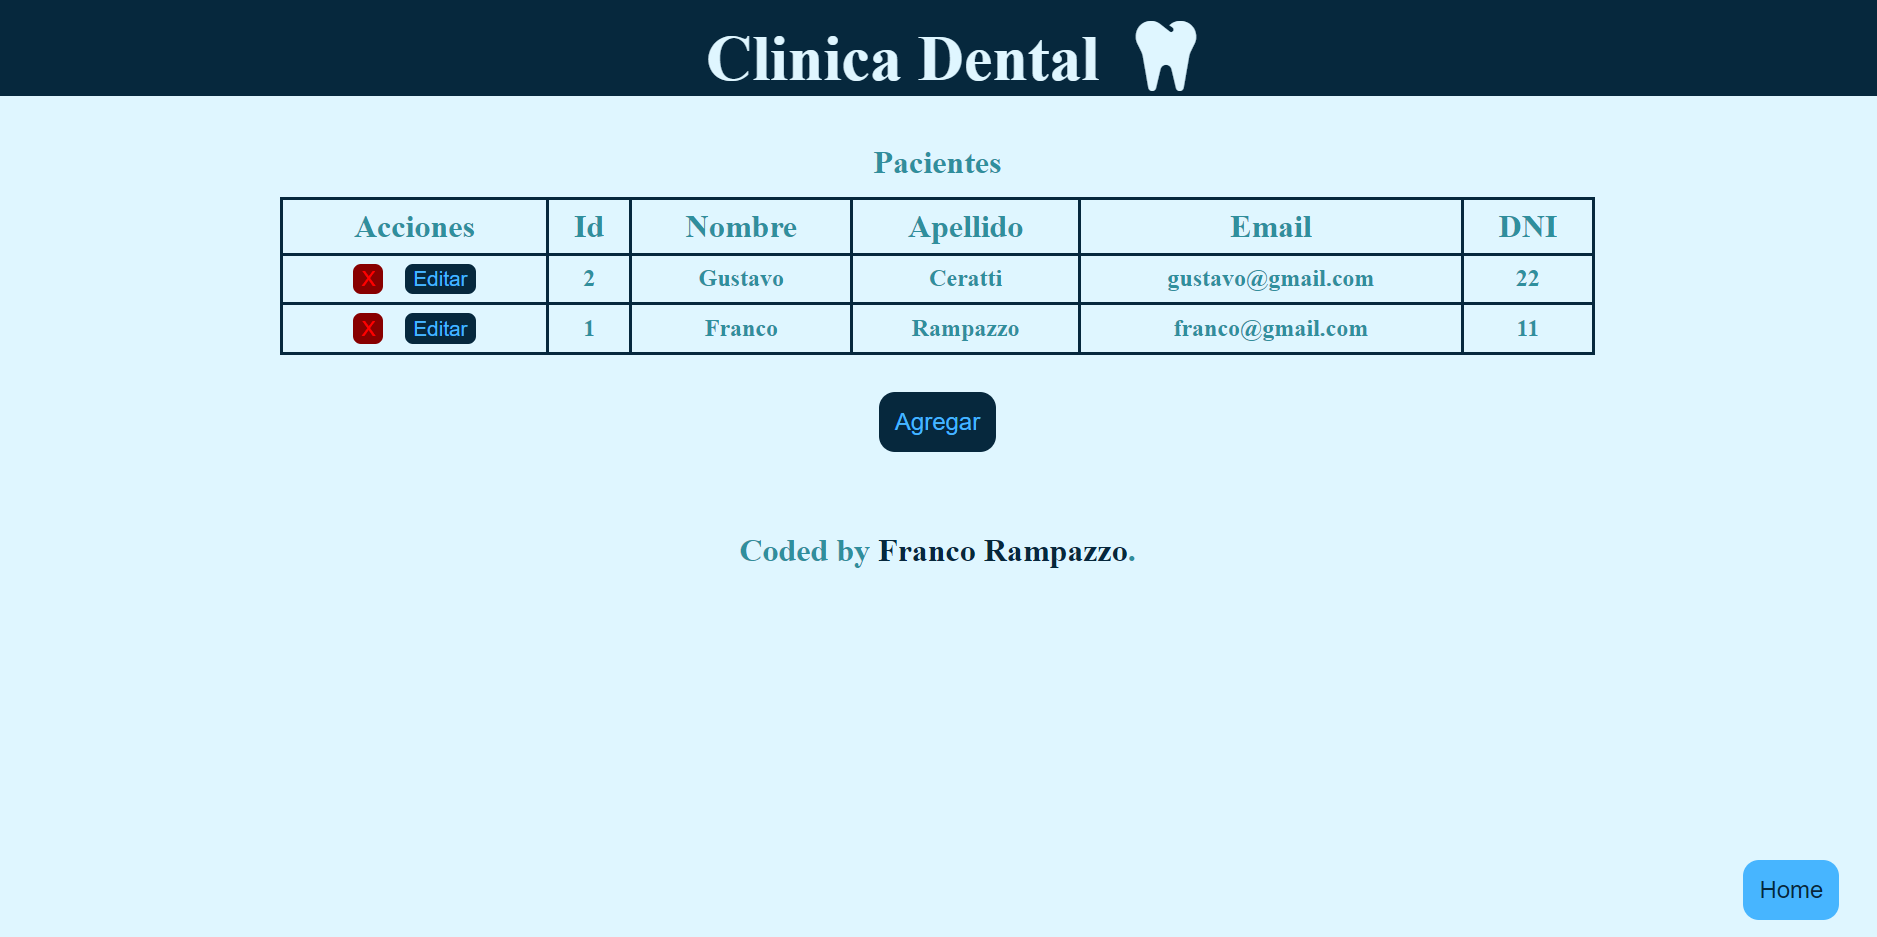 Clinica Dental
Pacientes
Acciones Id Nombre Apellido Email DNI
X Editar 2 Gustavo Ceratti gustavo@gmail.com 22
X Editar 1 Franco Rampazzo franco@gmail.com 11
Agregar
Coded by Franco Rampazzo.
Home